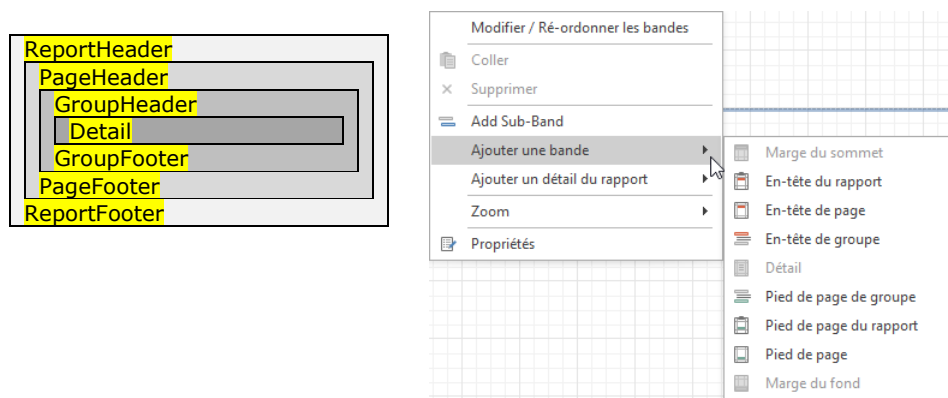 ReportHeader
PageHeader
GroupHeader
Detail
GroupFooter
PageFooter
ReportFooter
Modifier / Ré-ordonner les bandes
Coller
Supprimer
Add Sub-Band
Ajouter une bande
Ajouter un détail du rapport
Zoom
Propriétés
Marge du sommet
En-tête du rapport
En-tête de page
En-tête de groupe
Détail
Pied de page de groupe
Pied de page du rapport
Pied de page
Marge du fond